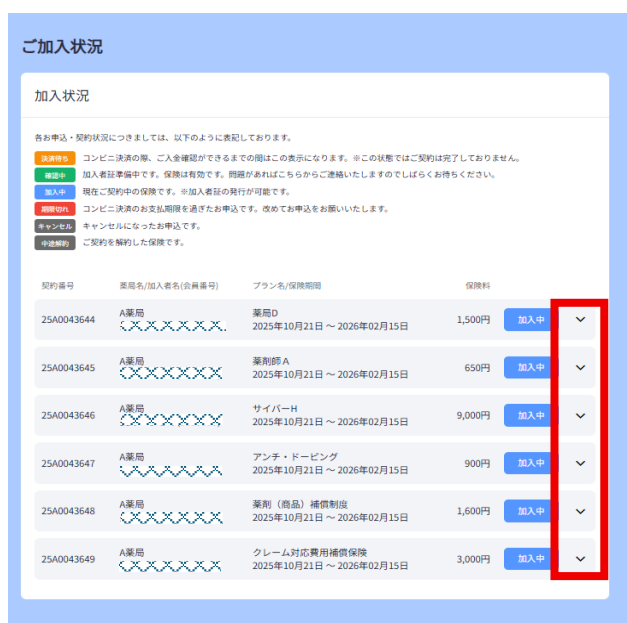 ご加入状況
加入状況
各お申込・契約状況につきましては、以下のように表記しております。
決済待ち コンビニ決済の際、ご入金確認ができるまでの間はこの表示になります。※この状態ではご契約は完了しておりません。
確認中 加入者証準備中です。保険は有効です。問題があればこちらからご連絡いたしますのでしばらくお待ちください。
加入中 現在ご契約中の保険です。※加入者証の発行が可能です。
期限切れ コンビニ決済のお支払期限を過ぎたお申込です。改めてお申込をお願いいたします。
キャンセル キャンセルになったお申込です。
中途解約 ご契約を解約した保険です。
契約番号 薬局名/加入者名(会員番号) プラン名/保険期間 保険料
25A0043644 A薬局 薬局D 1,500円 加入中
2025年10月21日 ～ 2026年02月15日
25A0043645 A薬局 薬剤師A 650円 加入中
2025年10月21日 ～ 2026年02月15日
25A0043646 A薬局 サイバーH 9,000円 加入中
2025年10月21日 ～ 2026年02月15日
25A0043647 A薬局 アンチ・ドーピング 900円 加入中
2025年10月21日 ～ 2026年02月15日
25A0043648 A薬局 薬剤（商品）補償制度 1,600円 加入中
2025年10月21日 ～ 2026年02月15日
25A0043649 A薬局 クレーム対応費用補償保険 3,000円 加入中
2025年10月21日 ～ 2026年02月15日